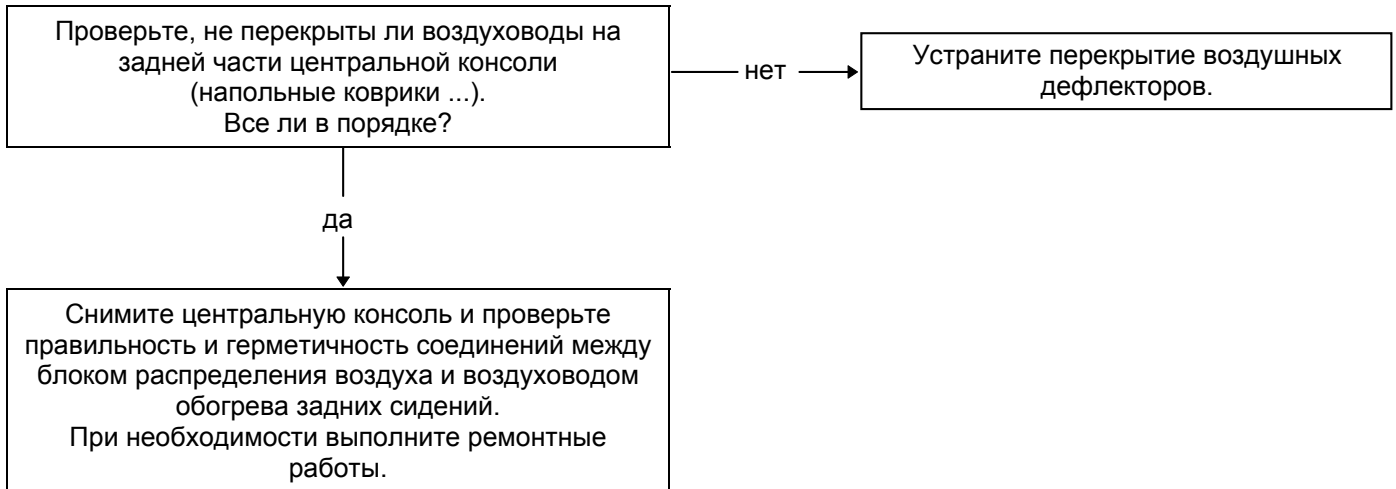 Проверьте, не перекрыты ли воздуховоды на
задней части центральной консоли
(напольные коврики ...).
Все ли в порядке?
нет
Устраните перекрытие воздушных
дефлекторов.
да
Снимите центральную консоль и проверьте
правильность и герметичность соединений между
блоком распределения воздуха и воздуховодом
обогрева задних сидений.
При необходимости выполните ремонтные
работы.